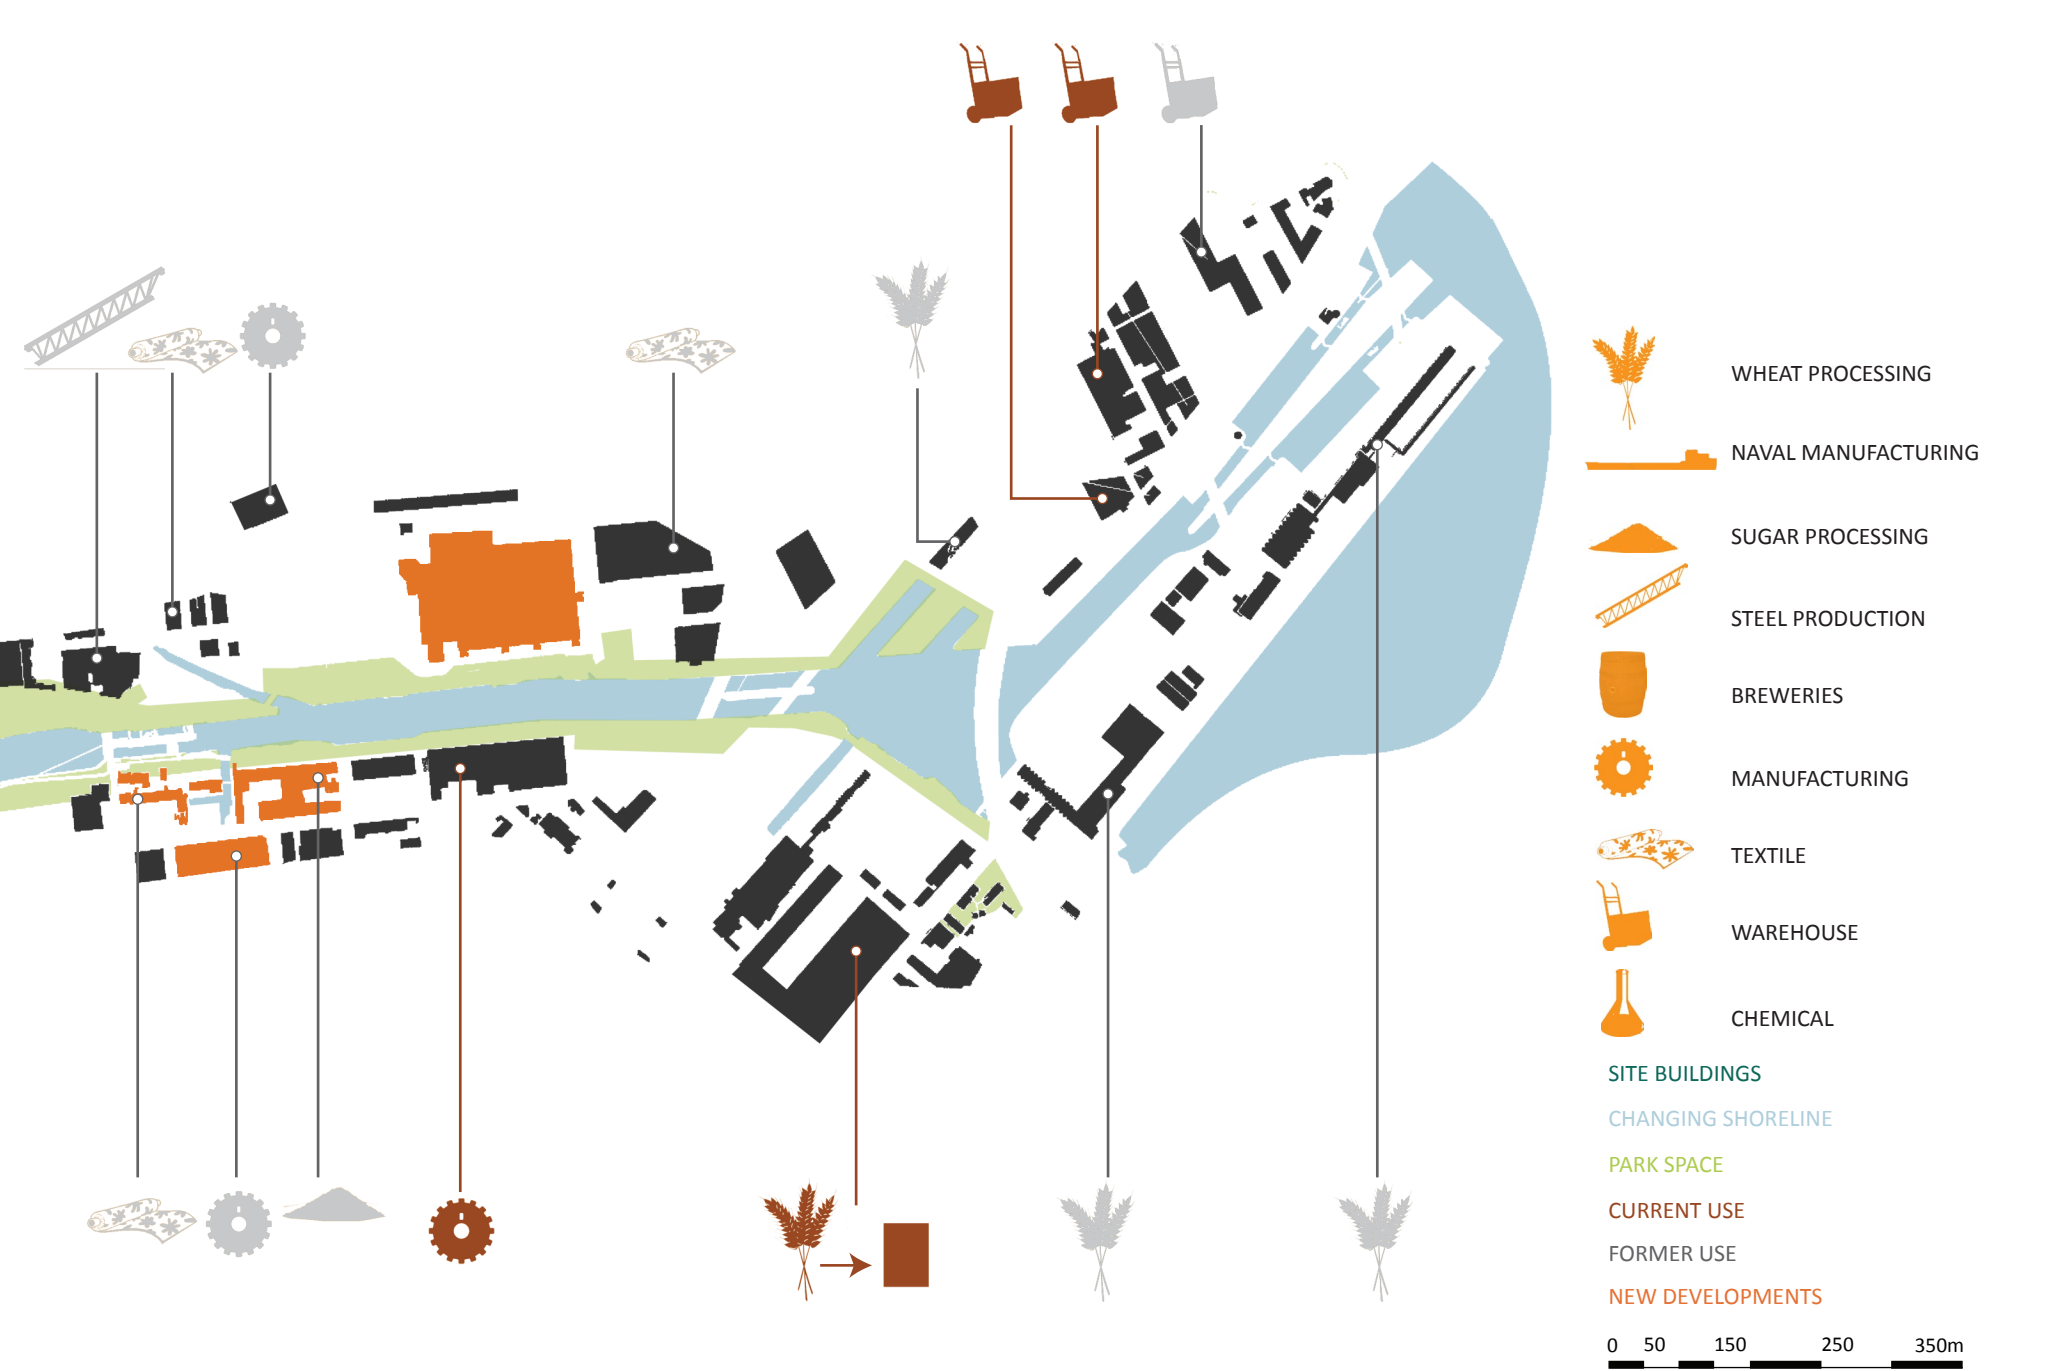 WHEAT PROCESSING
NAVAL MANUFACTURING
SUGAR PROCESSING
STEEL PRODUCTION
BREWERIES
MANUFACTURING
TEXTILE
WAREHOUSE
CHEMICAL
SITE BUILDINGS
CHANGING SHORELINE
PARK SPACE
CURRENT USE
FORMER USE
NEW DEVELOPMENTS
0 50 150 250 350m